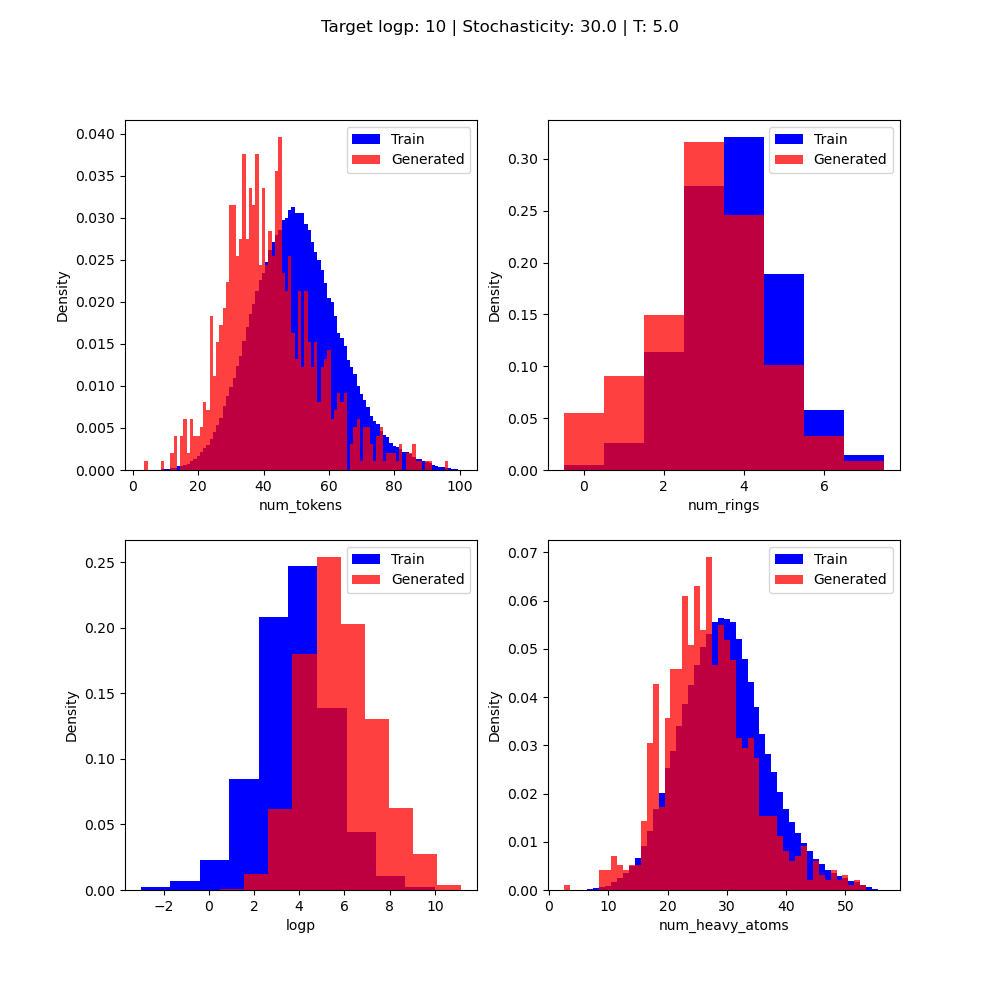 Target logp: 10 | Stochasticity: 30.0 | T: 5.0
0.040
0.035
0.030
0.025
0.020
0.015
0.010
0.005
0.000
Density
Train
Generated
0 20 40 60 80 100
num_tokens
0.30
0.25
0.20
0.15
0.10
0.05
0.00
Density
Train
Generated
0 2 4 6
num_rings
0.25
0.20
0.15
0.10
0.05
0.00
Density
Train
Generated
−2 0 2 4 6 8 10
logp
0.07
0.06
0.05
0.04
0.03
0.02
0.01
0.00
Density
Train
Generated
0 10 20 30 40 50
num_heavy_atoms